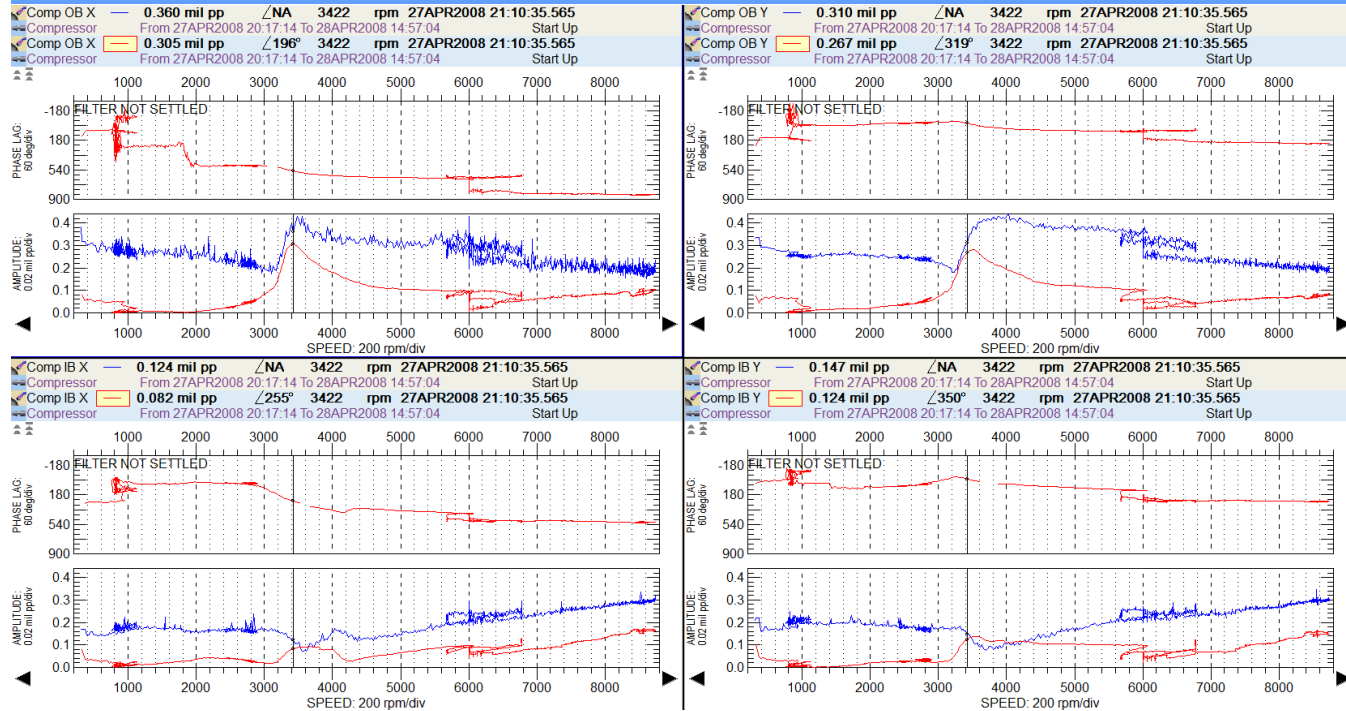 Comp OB X 0.360 mil pp ∠NA 3422 rpm 27APR2008 21:10:35.565
Compressor From 27APR2008 20:17:14 To 28APR2008 14:57:04 Start Up
Comp OB X 0.305 mil pp ∠196° 3422 rpm 27APR2008 21:10:35.565
Compressor From 27APR2008 20:17:14 To 28APR2008 14:57:04 Start Up
1000 2000 3000 4000 5000 6000 7000 8000
PHASE LAG:
60 deg/div
-180
180
540
900
FILTER NOT SETTLED
AMPLITUDE:
0.02 mil pp/div
0.4
0.3
0.2
0.1
0.0
1000 2000 3000 4000 5000 6000 7000 8000
SPEED: 200 rpm/div
Comp OB Y 0.310 mil pp ∠NA 3422 rpm 27APR2008 21:10:35.565
Compressor From 27APR2008 20:17:14 To 28APR2008 14:57:04 Start Up
Comp OB Y 0.267 mil pp ∠319° 3422 rpm 27APR2008 21:10:35.565
Compressor From 27APR2008 20:17:14 To 28APR2008 14:57:04 Start Up
1000 2000 3000 4000 5000 6000 7000 8000
PHASE LAG:
60 deg/div
-180
180
540
900
FILTER NOT SETTLED
AMPLITUDE:
0.02 mil pp/div
0.4
0.3
0.2
0.1
0.0
1000 2000 3000 4000 5000 6000 7000 8000
SPEED: 200 rpm/div
Comp IB X 0.124 mil pp ∠NA 3422 rpm 27APR2008 21:10:35.565
Compressor From 27APR2008 20:17:14 To 28APR2008 14:57:04 Start Up
Comp IB X 0.082 mil pp ∠255° 3422 rpm 27APR2008 21:10:35.565
Compressor From 27APR2008 20:17:14 To 28APR2008 14:57:04 Start Up
1000 2000 3000 4000 5000 6000 7000 8000
PHASE LAG:
60 deg/div
-180
180
540
900
FILTER NOT SETTLED
AMPLITUDE:
0.02 mil pp/div
0.4
0.3
0.2
0.1
0.0
1000 2000 3000 4000 5000 6000 7000 8000
SPEED: 200 rpm/div
Comp IB Y 0.147 mil pp ∠NA 3422 rpm 27APR2008 21:10:35.565
Compressor From 27APR2008 20:17:14 To 28APR2008 14:57:04 Start Up
Comp IB Y 0.124 mil pp ∠350° 3422 rpm 27APR2008 21:10:35.565
Compressor From 27APR2008 20:17:14 To 28APR2008 14:57:04 Start Up
1000 2000 3000 4000 5000 6000 7000 8000
PHASE LAG:
60 deg/div
-180
180
540
900
FILTER NOT SETTLED
AMPLITUDE:
0.02 mil pp/div
0.4
0.3
0.2
0.1
0.0
1000 2000 3000 4000 5000 6000 7000 8000
SPEED: 200 rpm/div